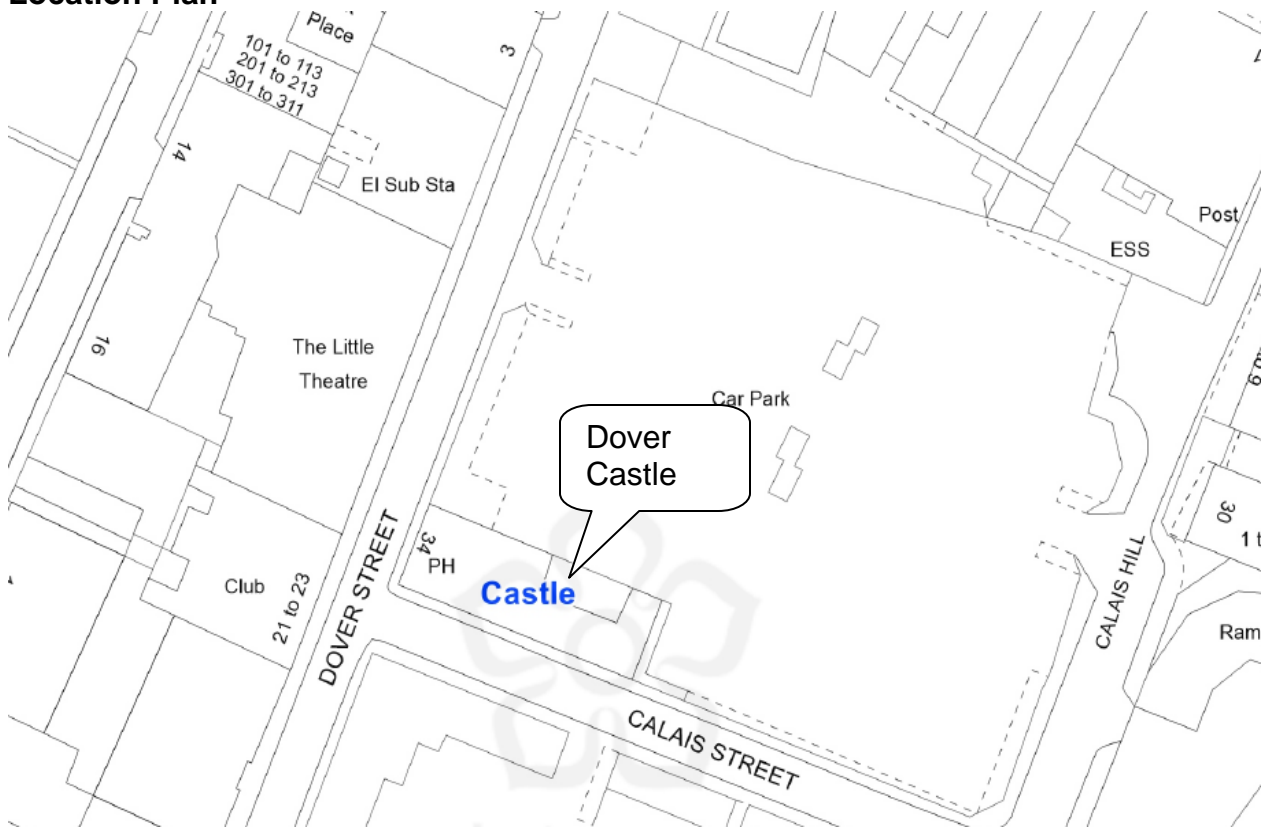 Location Plan
Place
101 to 113
201 to 213
301 to 311
3
14
El Sub Sta
Post
ESS
16
The Little
Theatre
Car Park
Dover
Castle
30
1 t
34
PH
Castle
Club
21 to 23
DOVER STREET
CALAIS HILL
Ram
CALAIS STREET